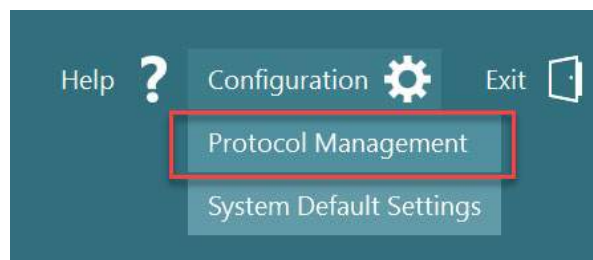 Help ? Configuration Exit
Protocol Management
System Default Settings